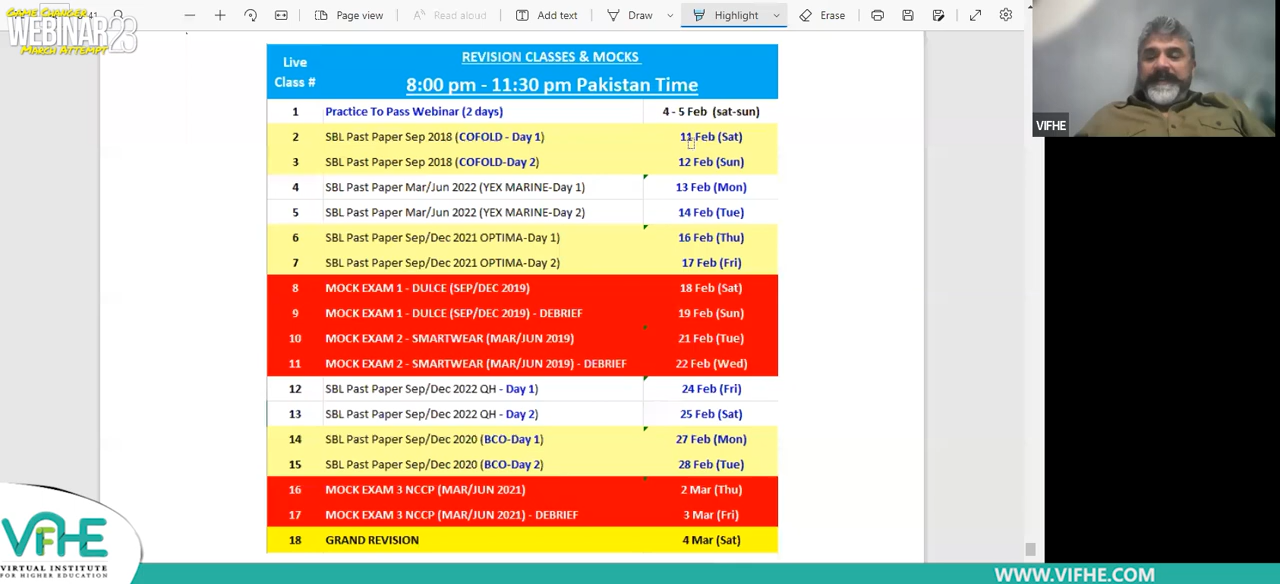 GAME CHANGER
WEBINAR 23
MARCH ATTEMPT
Page view
Read aloud
Add text
Draw
Highlight
Erase
Live
Class #
REVISION CLASSES & MOCKS
8:00 pm - 11:30 pm Pakistan Time
1 Practice To Pass Webinar (2 days) 4 - 5 Feb (sat-sun)
2 SBL Past Paper Sep 2018 (COFOLD - Day 1) 11 Feb (Sat)
3 SBL Past Paper Sep 2018 (COFOLD-Day 2) 12 Feb (Sun)
4 SBL Past Paper Mar/Jun 2022 (YEX MARINE-Day 1) 13 Feb (Mon)
5 SBL Past Paper Mar/Jun 2022 (YEX MARINE-Day 2) 14 Feb (Tue)
6 SBL Past Paper Sep/Dec 2021 OPTIMA-Day 1) 16 Feb (Thu)
7 SBL Past Paper Sep/Dec 2021 OPTIMA-Day 2) 17 Feb (Fri)
8 MOCK EXAM 1 - DULCE (SEP/DEC 2019) 18 Feb (Sat)
9 MOCK EXAM 1 - DULCE (SEP/DEC 2019) - DEBRIEF 19 Feb (Sun)
10 MOCK EXAM 2 - SMARTWEAR (MAR/JUN 2019) 21 Feb (Tue)
11 MOCK EXAM 2 - SMARTWEAR (MAR/JUN 2019) - DEBRIEF 22 Feb (Wed)
12 SBL Past Paper Sep/Dec 2022 QH - Day 1) 24 Feb (Fri)
13 SBL Past Paper Sep/Dec 2022 QH - Day 2) 25 Feb (Sat)
14 SBL Past Paper Sep/Dec 2020 (BCO-Day 1) 27 Feb (Mon)
15 SBL Past Paper Sep/Dec 2020 (BCO-Day 2) 28 Feb (Tue)
16 MOCK EXAM 3 NCCP (MAR/JUN 2021) 2 Mar (Thu)
17 MOCK EXAM 3 NCCP (MAR/JUN 2021) - DEBRIEF 3 Mar (Fri)
18 GRAND REVISION 4 Mar (Sat)
VIFHE
VIFHE
VIRTUAL INSTITUTE
FOR HIGHER EDUCATION
WWW.VIFHE.COM